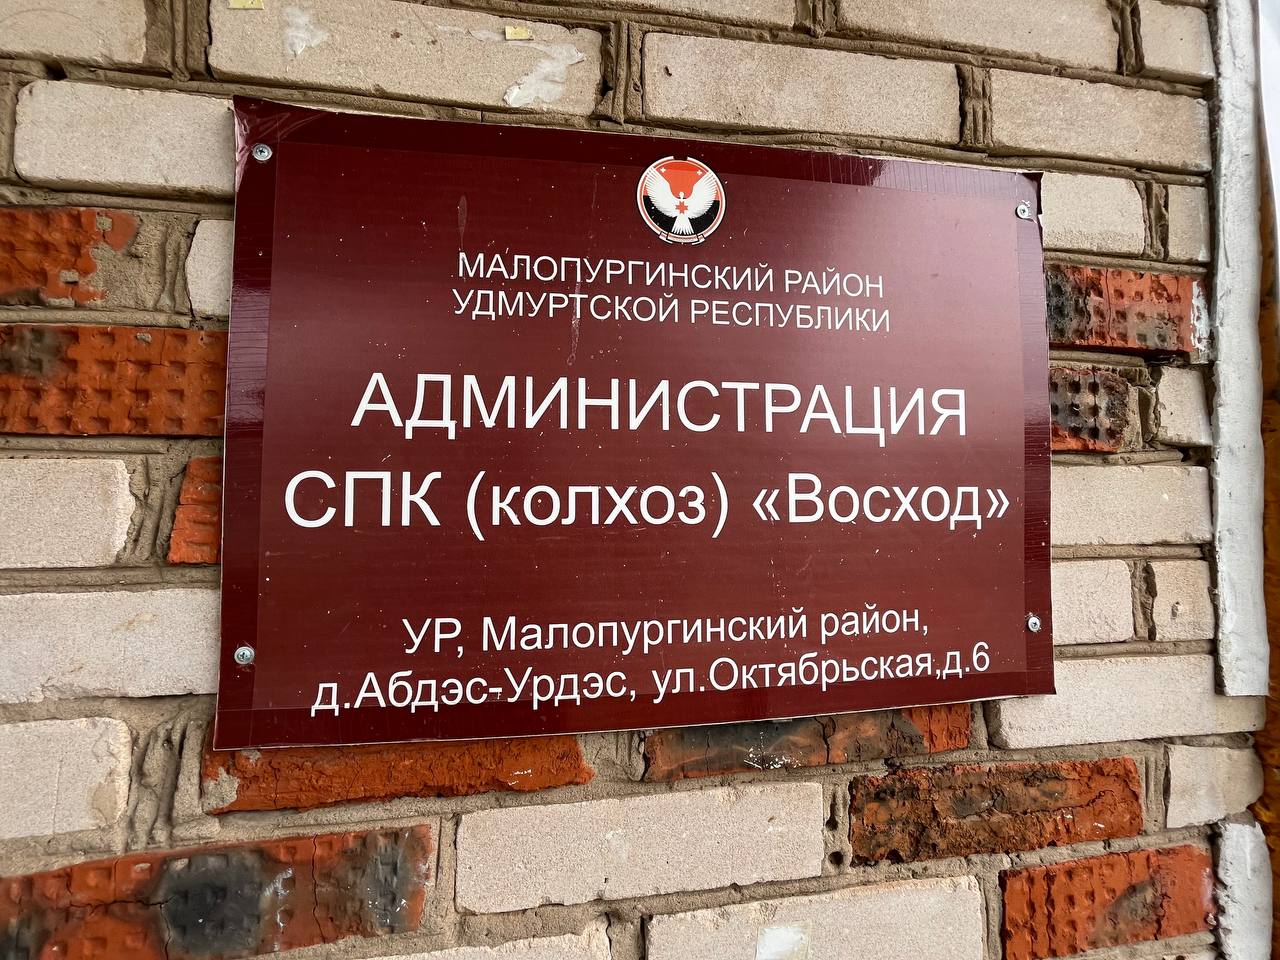 МАЛОПУРГИНСКИЙ РАЙОН
УДМУРТСКОЙ РЕСПУБЛИКИ
АДМИНИСТРАЦИЯ
СПК (колхоз) «Восход»
УР, Малопургинский район,
д.Абдэс-Урдэс, ул.Октябрьская,д.6